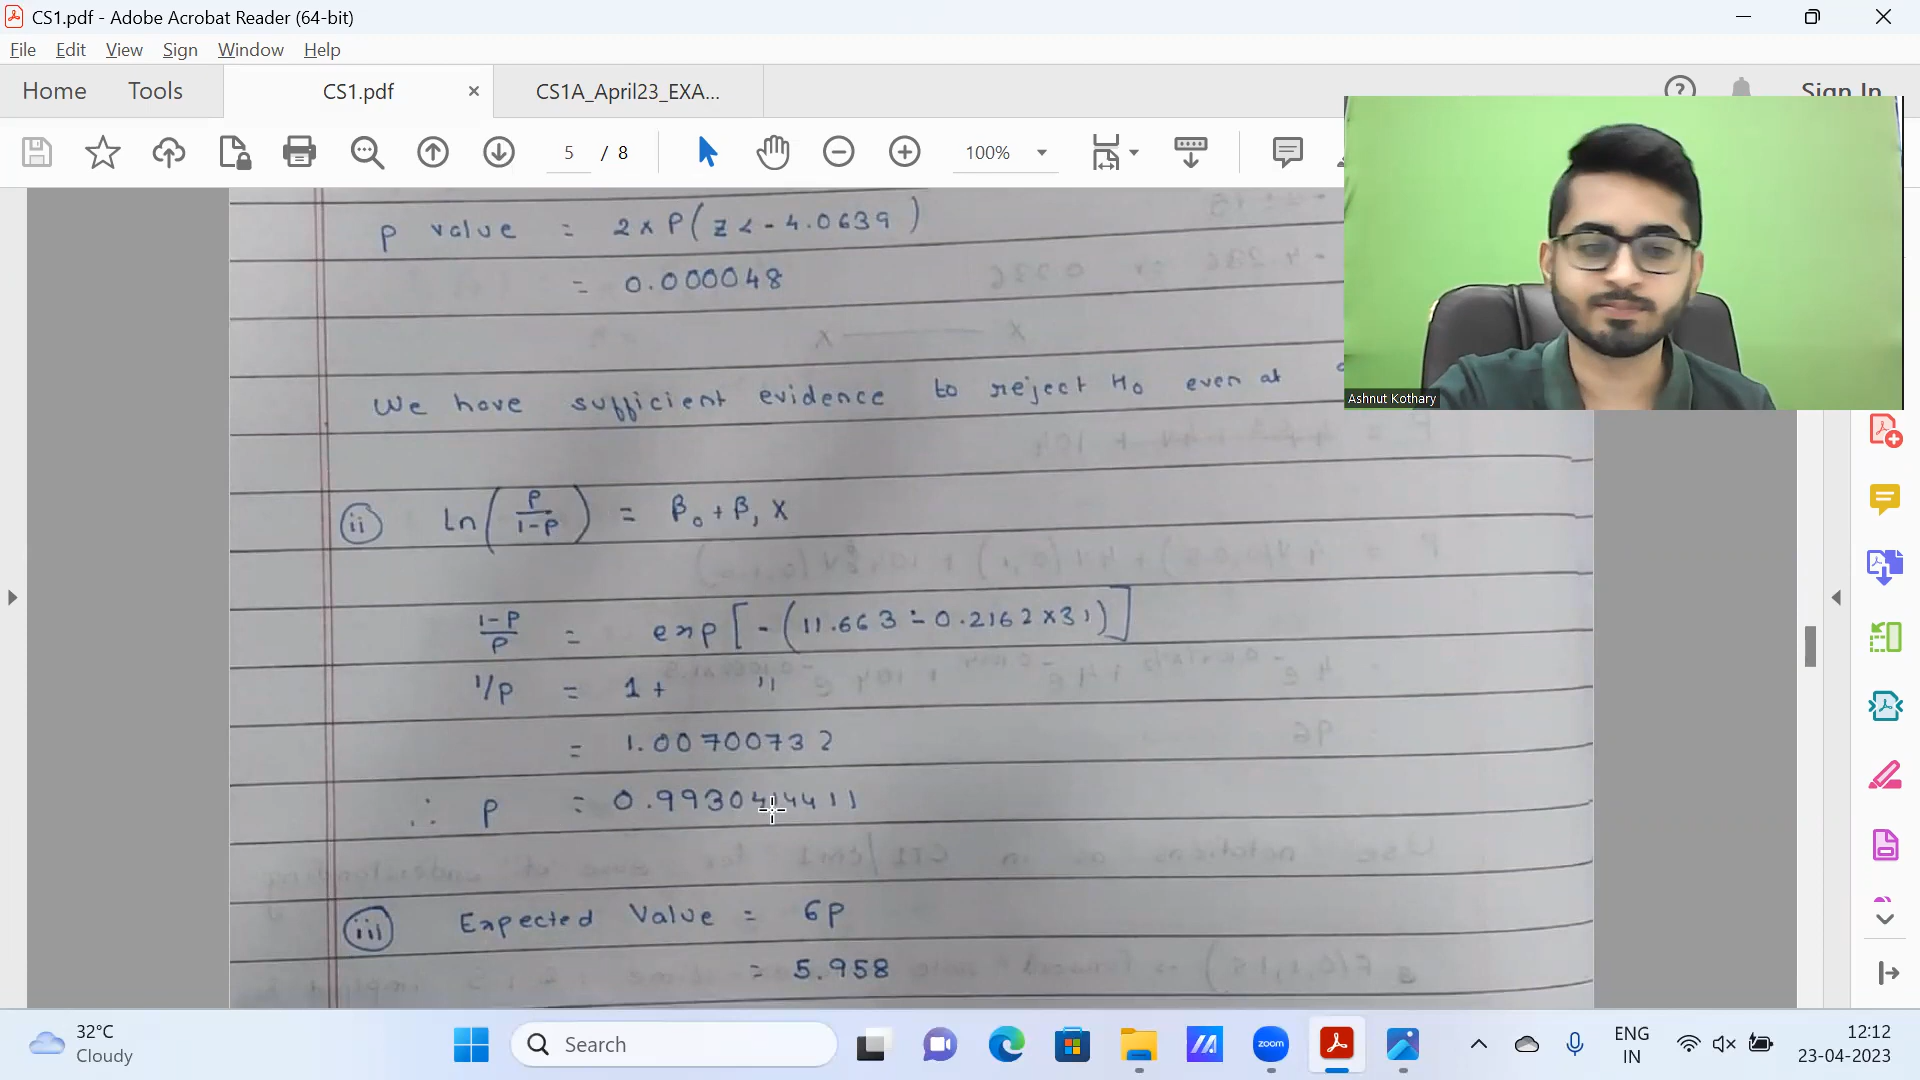 CS1.pdf - Adobe Acrobat Reader (64-bit)
File Edit View Sign Window Help
Home Tools CS1.pdf × CS1A_April23_EXA... Sign In
5 / 8 100%
p value = 2 x P(Z < - 4.0639)
= 0.000048
x ——— x
We have sufficient evidence to reject H₀ even at
Ashnut Kothary
(ii) ln(P/1-P) = β₀ + β₁ X
1-P/P = exp[-(11.663 - 0.2162 x 31)]
1/P = 1 + "
= 1.00700732
∴ P = 0.9930414411
(iii) Expected Value = 6P
= 5.958
32°C
Cloudy
Search
zoom
ENG
IN
12:12
23-04-2023